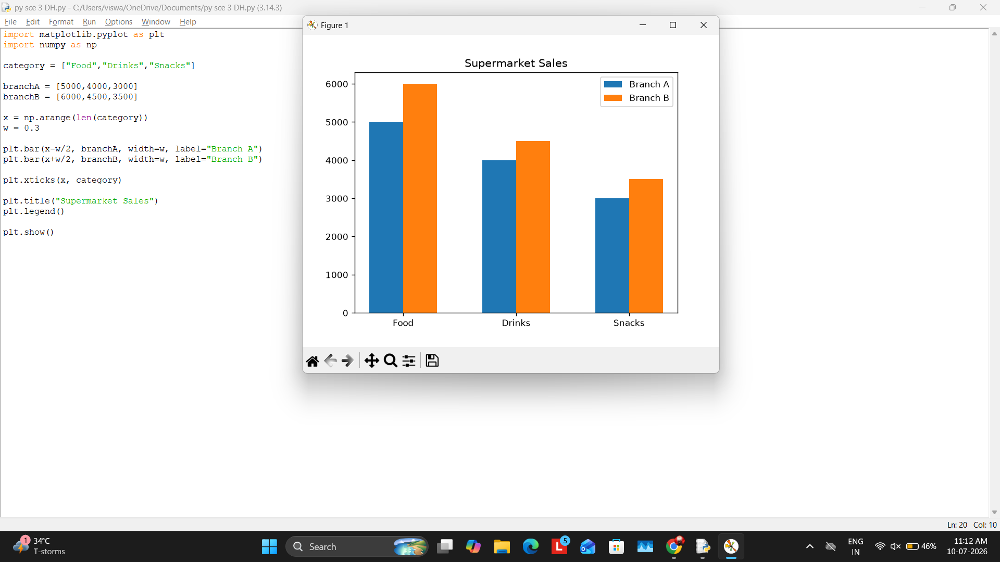 py sce 3 DH.py - C:/Users/viswa/OneDrive/Documents/py sce 3 DH.py (3.14.3)
File Edit Format Run Options Window Help
import matplotlib.pyplot as plt
import numpy as np
category = ["Food","Drinks","Snacks"]
branchA = [5000,4000,3000]
branchB = [6000,4500,3500]
x = np.arange(len(category))
w = 0.3
plt.bar(x-w/2, branchA, width=w, label="Branch A")
plt.bar(x+w/2, branchB, width=w, label="Branch B")
plt.xticks(x, category)
plt.title("Supermarket Sales")
plt.legend()
plt.show()
Figure 1
Supermarket Sales
Branch A
Branch B
6000
5000
4000
3000
2000
1000
0
Food Drinks Snacks
Ln: 20 Col: 10
1
34°C
T-storms
Search
L
5
ENG
IN
46%
11:12 AM
10-07-2026